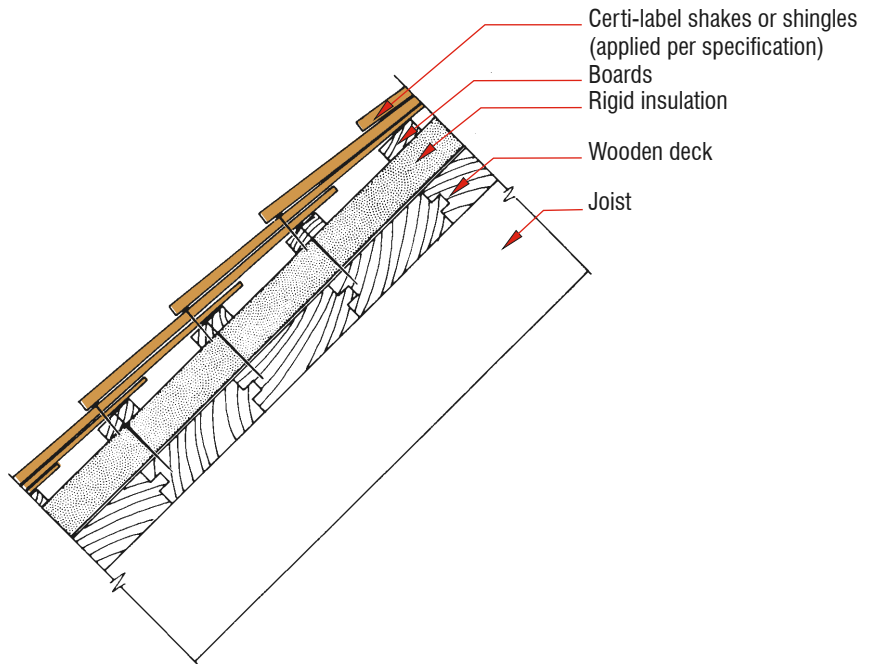 Certi-label shakes or shingles
(applied per specification)
Boards
Rigid insulation
Wooden deck
Joist